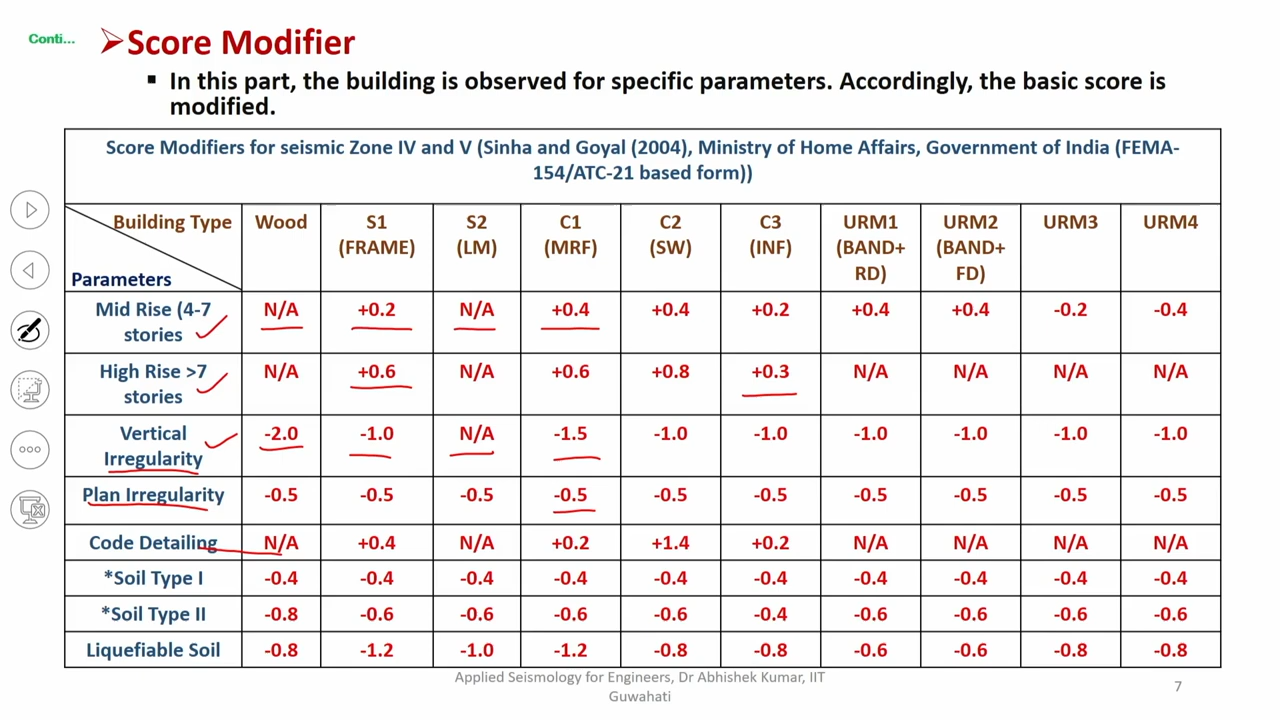 Conti...
➢Score Modifier
▪ In this part, the building is observed for specific parameters. Accordingly, the basic score is
modified.
Score Modifiers for seismic Zone IV and V (Sinha and Goyal (2004), Ministry of Home Affairs, Government of India (FEMA-
154/ATC-21 based form))
Building Type
Parameters
Wood
S1
(FRAME)
S2
(LM)
C1
(MRF)
C2
(SW)
C3
(INF)
URM1
(BAND+
RD)
URM2
(BAND+
FD)
URM3
URM4
Mid Rise (4-7
stories
N/A +0.2 N/A +0.4 +0.4 +0.2 +0.4 +0.4 -0.2 -0.4
High Rise >7
stories
N/A +0.6 N/A +0.6 +0.8 +0.3 N/A N/A N/A N/A
Vertical
Irregularity
-2.0 -1.0 N/A -1.5 -1.0 -1.0 -1.0 -1.0 -1.0 -1.0
Plan Irregularity -0.5 -0.5 -0.5 -0.5 -0.5 -0.5 -0.5 -0.5 -0.5 -0.5
Code Detailing N/A +0.4 N/A +0.2 +1.4 +0.2 N/A N/A N/A N/A
*Soil Type I -0.4 -0.4 -0.4 -0.4 -0.4 -0.4 -0.4 -0.4 -0.4 -0.4
*Soil Type II -0.8 -0.6 -0.6 -0.6 -0.6 -0.4 -0.6 -0.6 -0.6 -0.6
Liquefiable Soil -0.8 -1.2 -1.0 -1.2 -0.8 -0.8 -0.6 -0.6 -0.8 -0.8
Applied Seismology for Engineers, Dr Abhishek Kumar, IIT
Guwahati
7